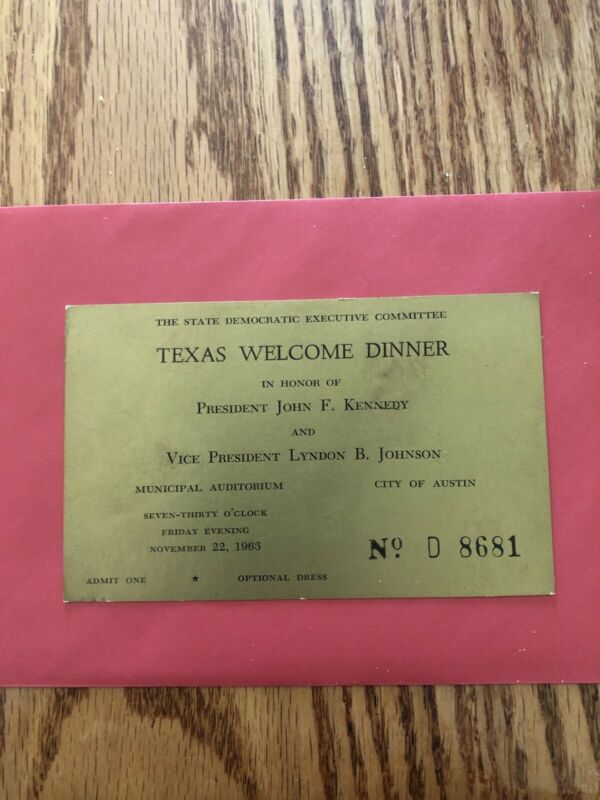 THE STATE DEMOCRATIC EXECUTIVE COMMITTEE
TEXAS WELCOME DINNER
IN HONOR OF
PRESIDENT JOHN F. KENNEDY
AND
VICE PRESIDENT LYNDON B. JOHNSON
MUNICIPAL AUDITORIUM CITY OF AUSTIN
SEVEN-THIRTY O'CLOCK
FRIDAY EVENING
NOVEMBER 22, 1963
Nº D 8681
ADMIT ONE ★ OPTIONAL DRESS